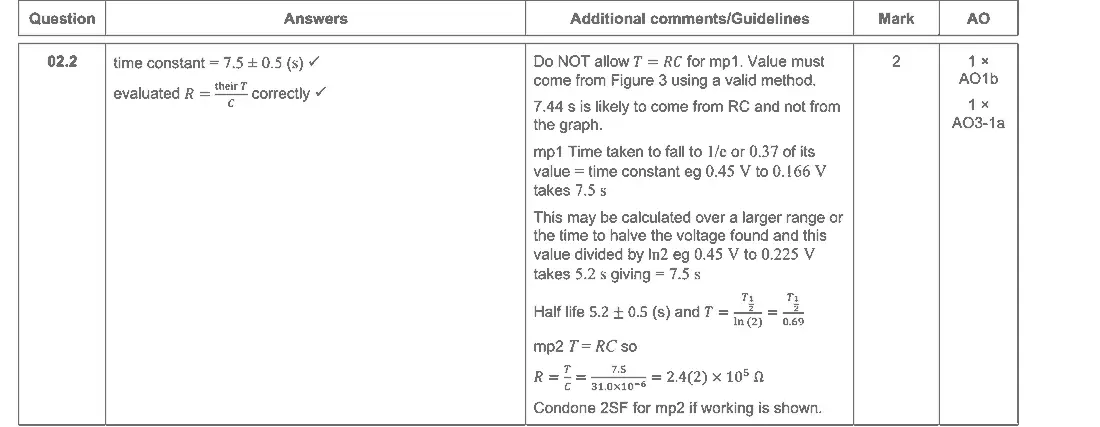 Question Answers Additional comments/Guidelines Mark AO
02.2 time constant = 7.5 ± 0.5 (s) ✓ Do NOT allow T = RC for mp1. Value must 2 1 ×
come from Figure 3 using a valid method. AO1b
evaluated R = their T/C correctly ✓
7.44 s is likely to come from RC and not from 1 ×
the graph. AO3-1a
mp1 Time taken to fall to 1/e or 0.37 of its
value = time constant eg 0.45 V to 0.166 V
takes 7.5 s
This may be calculated over a larger range or
the time to halve the voltage found and this
value divided by ln2 eg 0.45 V to 0.225 V
takes 5.2 s giving = 7.5 s
Half life 5.2 ± 0.5 (s) and T = T½/ln (2) = T½/0.69
mp2 T = RC so
R = T/C = 7.5/31.0×10⁻⁶ = 2.4(2) × 10⁵ Ω
Condone 2SF for mp2 if working is shown.